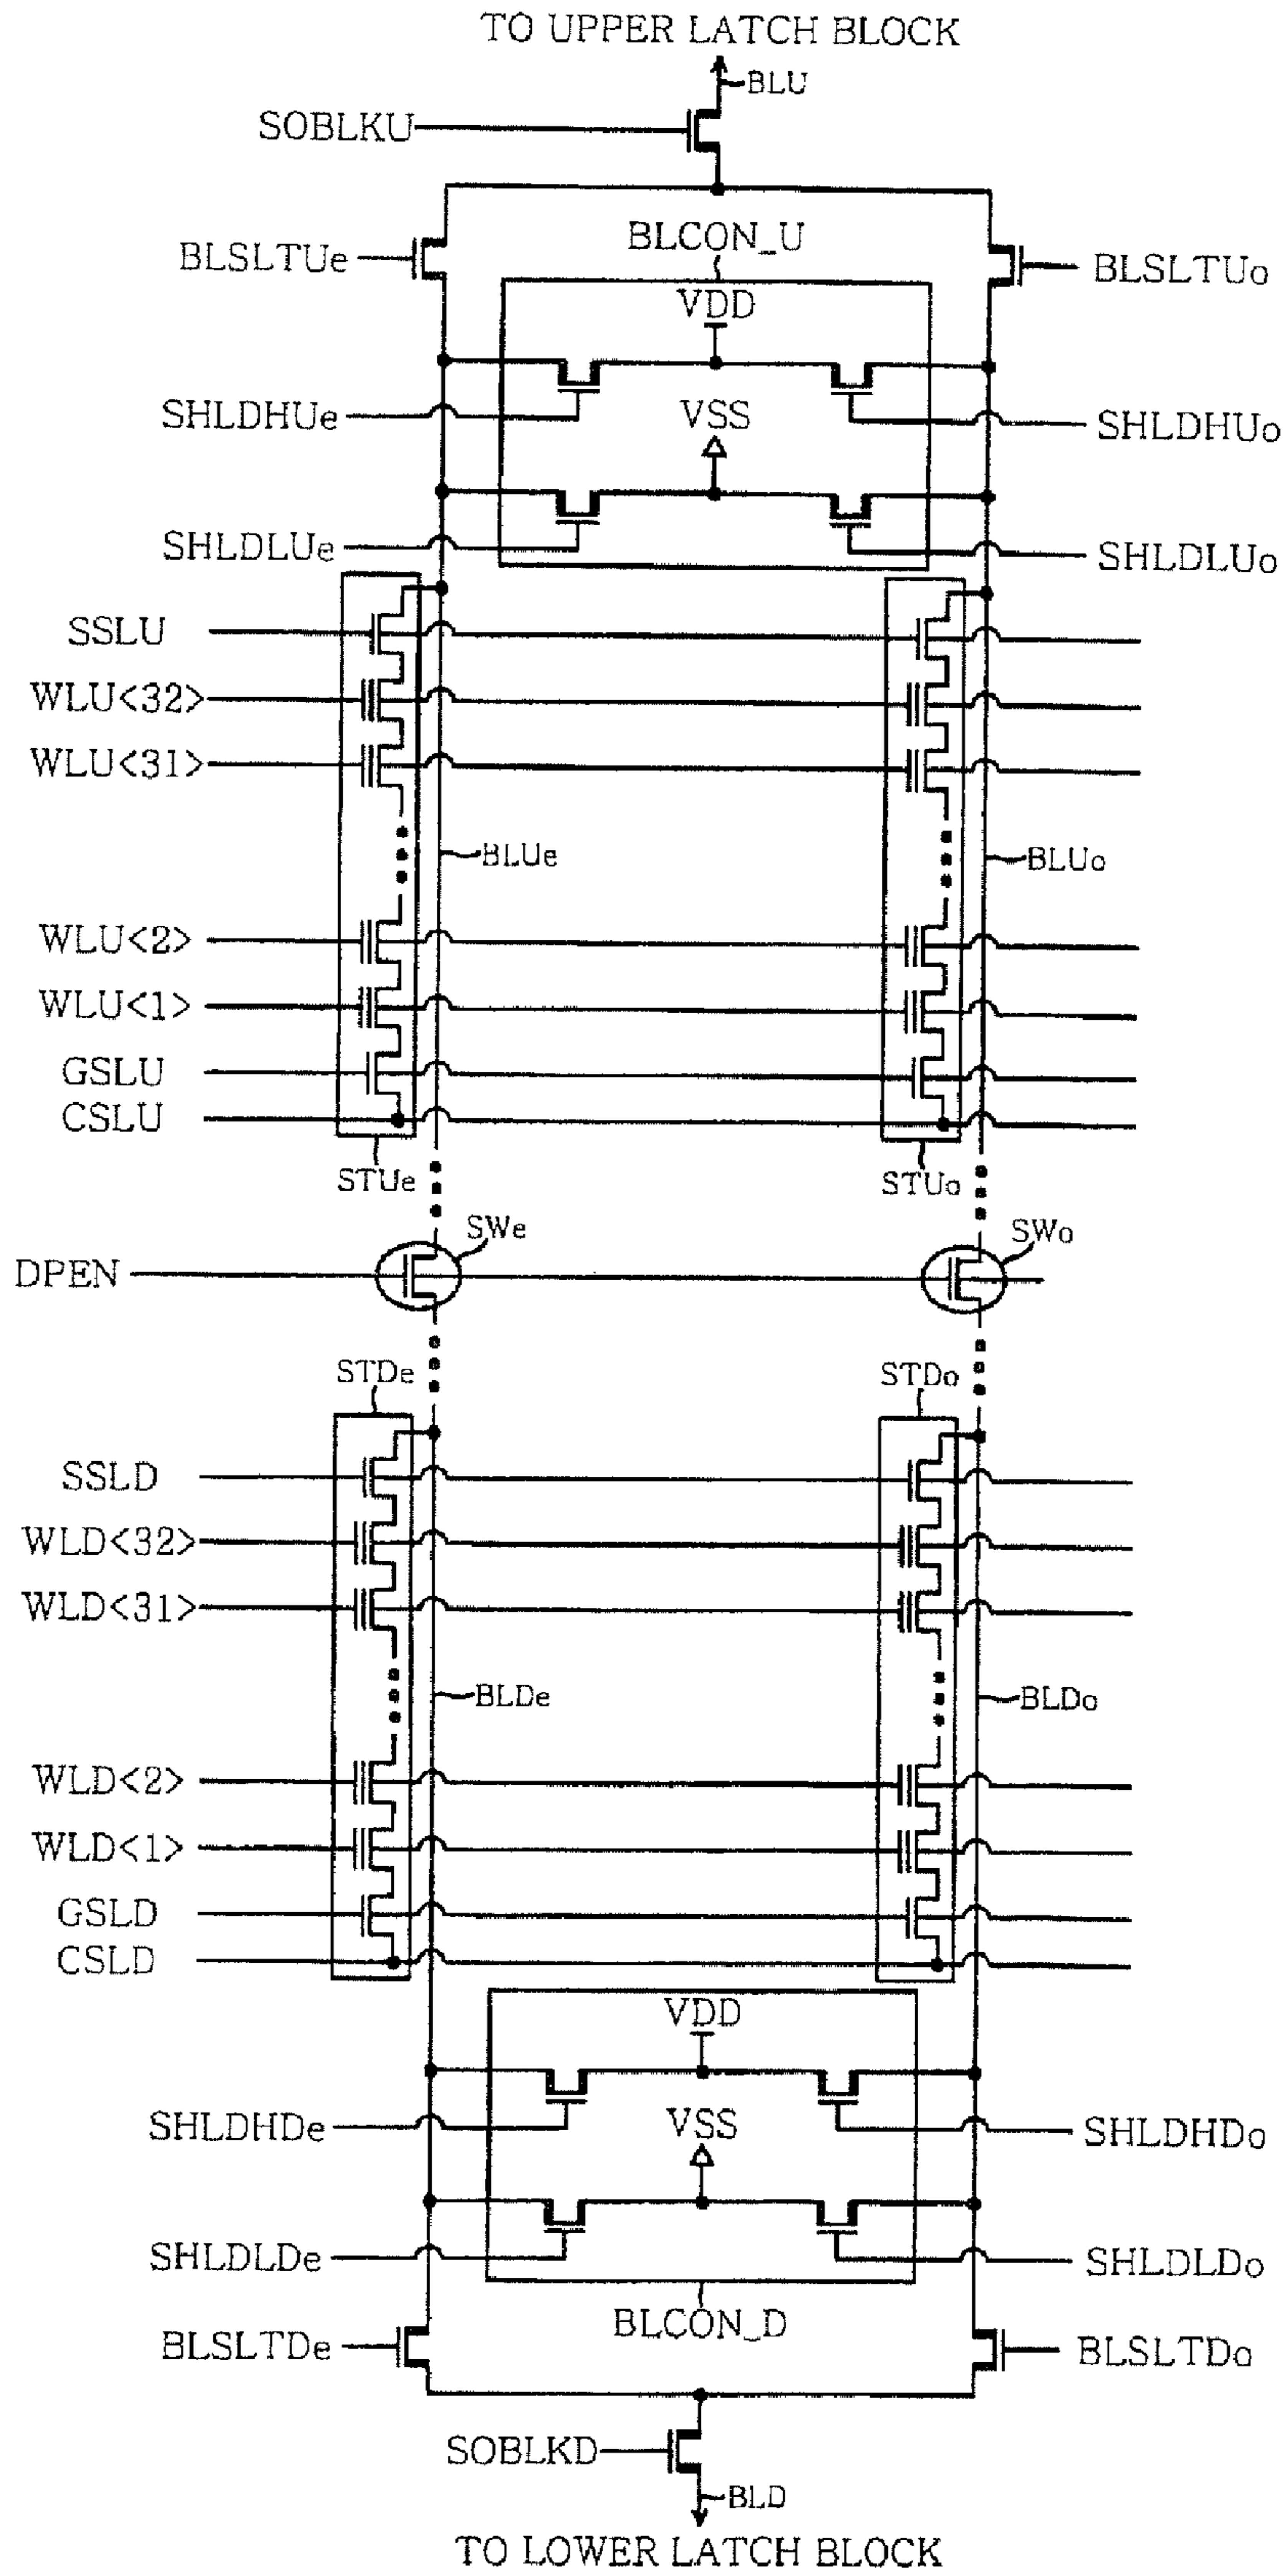 TO UPPER LATCH BLOCK
BLU
SOBLKU
BLCON_U
BLSLTUe
BLSLTUo
VDD
SHLDHUe
VSS
SHLDHUo
SHLDLUe
SHLDLUo
SSLU
WLU<32>
WLU<31>
BLUe
BLUo
WLU<2>
WLU<1>
GSLU
CSLU
STUe
STUo
SWe
SWo
DPEN
STDe
STDo
SSLD
WLD<32>
WLD<31>
BLDe
BLDo
WLD<2>
WLD<1>
GSLD
CSLD
VDD
SHLDHDe
VSS
SHLDHDo
SHLDLDe
SHLDLDo
BLCON_D
BLSLTDe
BLSLTDo
SOBLKD
BLD
TO LOWER LATCH BLOCK